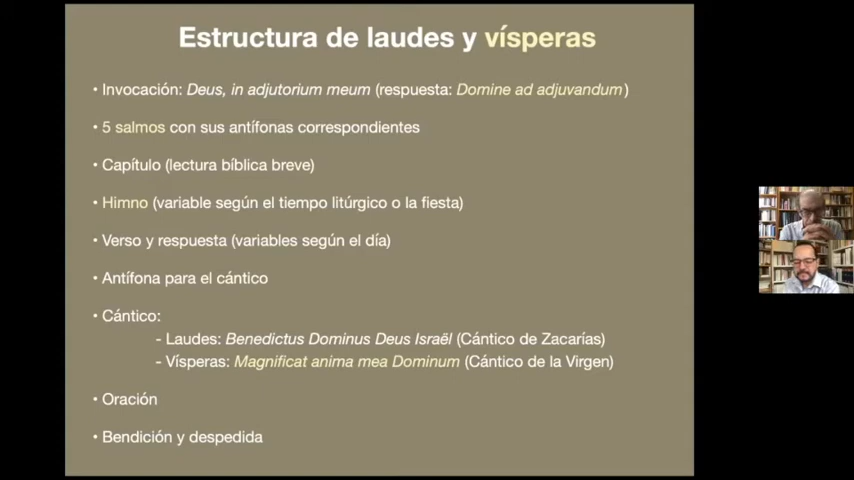 Estructura de laudes y vísperas
• Invocación: Deus, in adjutorium meum (respuesta: Domine ad adjuvandum)
• 5 salmos con sus antífonas correspondientes
• Capítulo (lectura bíblica breve)
• Himno (variable según el tiempo litúrgico o la fiesta)
• Verso y respuesta (variables según el día)
• Antífona para el cántico
• Cántico:
- Laudes: Benedictus Dominus Deus Israël (Cántico de Zacarías)
- Vísperas: Magnificat anima mea Dominum (Cántico de la Virgen)
• Oración
• Bendición y despedida